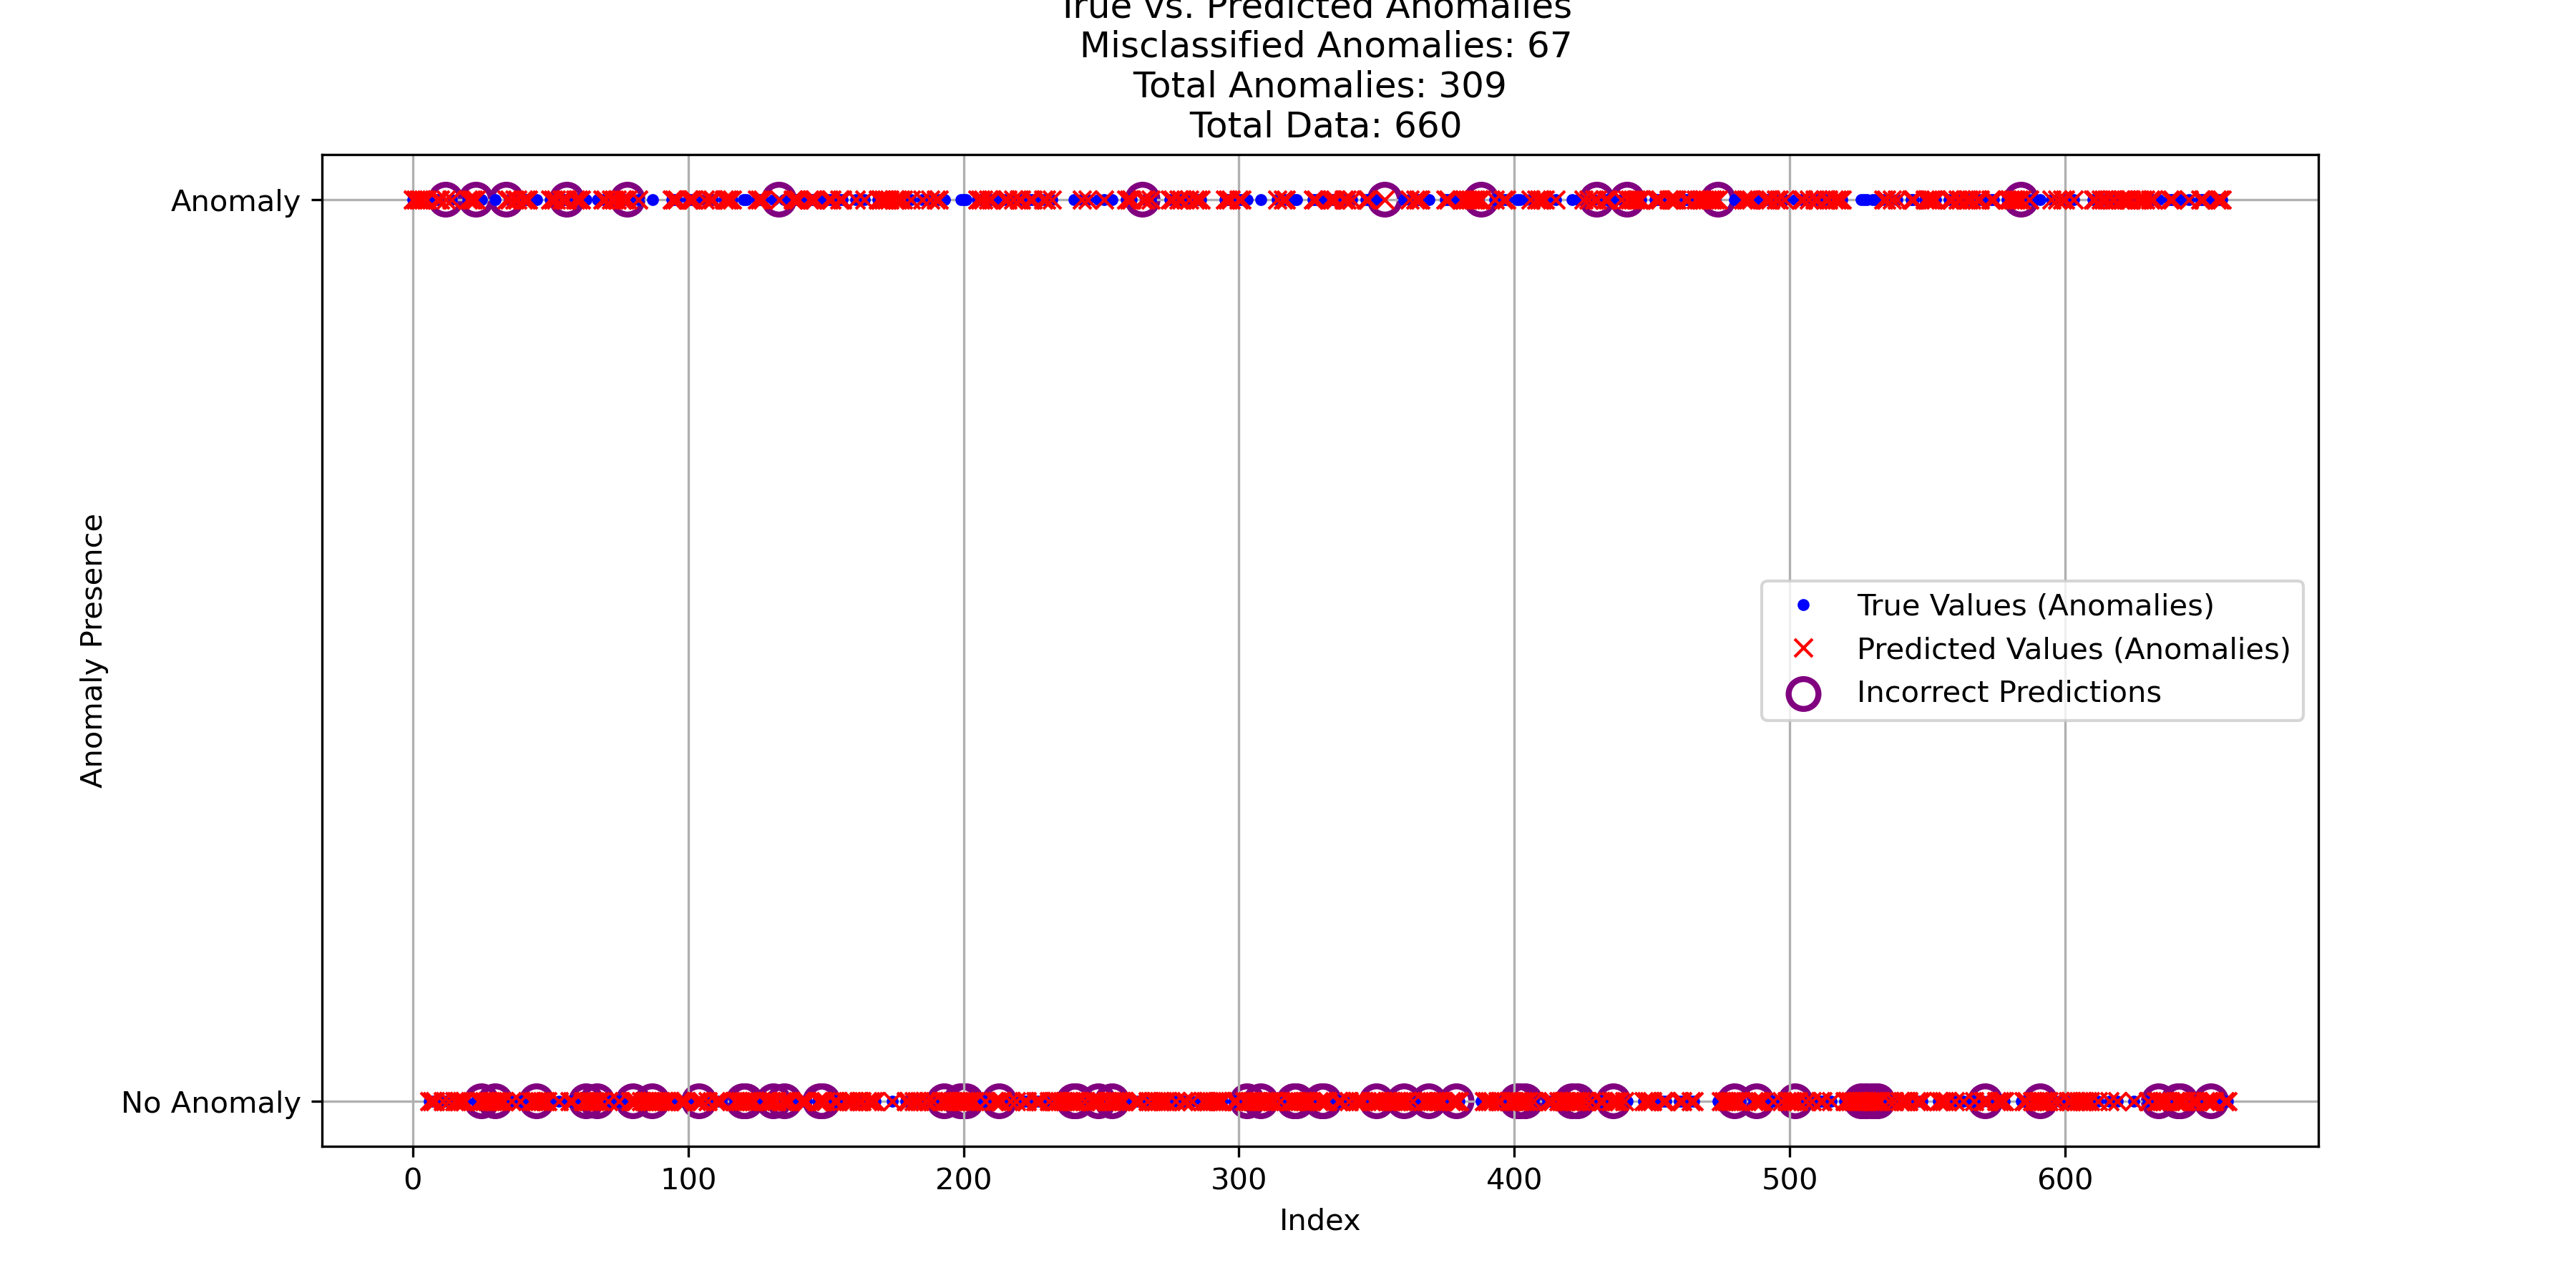 True vs. Predicted Anomalies
Misclassified Anomalies: 67
Total Anomalies: 309
Total Data: 660
Anomaly
Anomaly Presence
True Values (Anomalies)
Predicted Values (Anomalies)
Incorrect Predictions
No Anomaly
0 100 200 300 400 500 600
Index